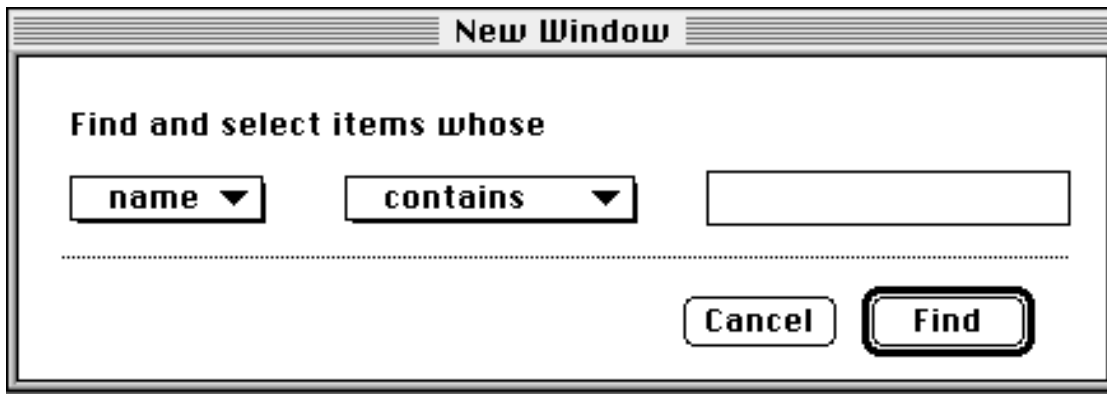 New Window
Find and select items whose
name contains
Cancel Find